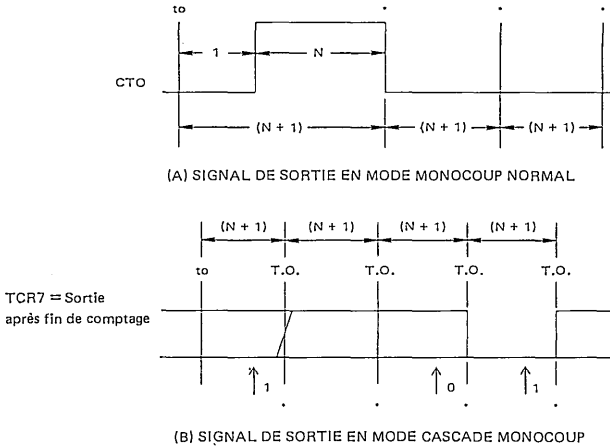 to
1
N
CTO
(N + 1) (N + 1) (N + 1)
(A) SIGNAL DE SORTIE EN MODE MONOCOUP NORMAL
(N + 1) (N + 1) (N + 1) (N + 1)
to T.O. T.O. T.O. T.O.
TCR7 = Sortie
après fin de comptage
1 0 1
(B) SIGNAL DE SORTIE EN MODE CASCADE MONOCOUP